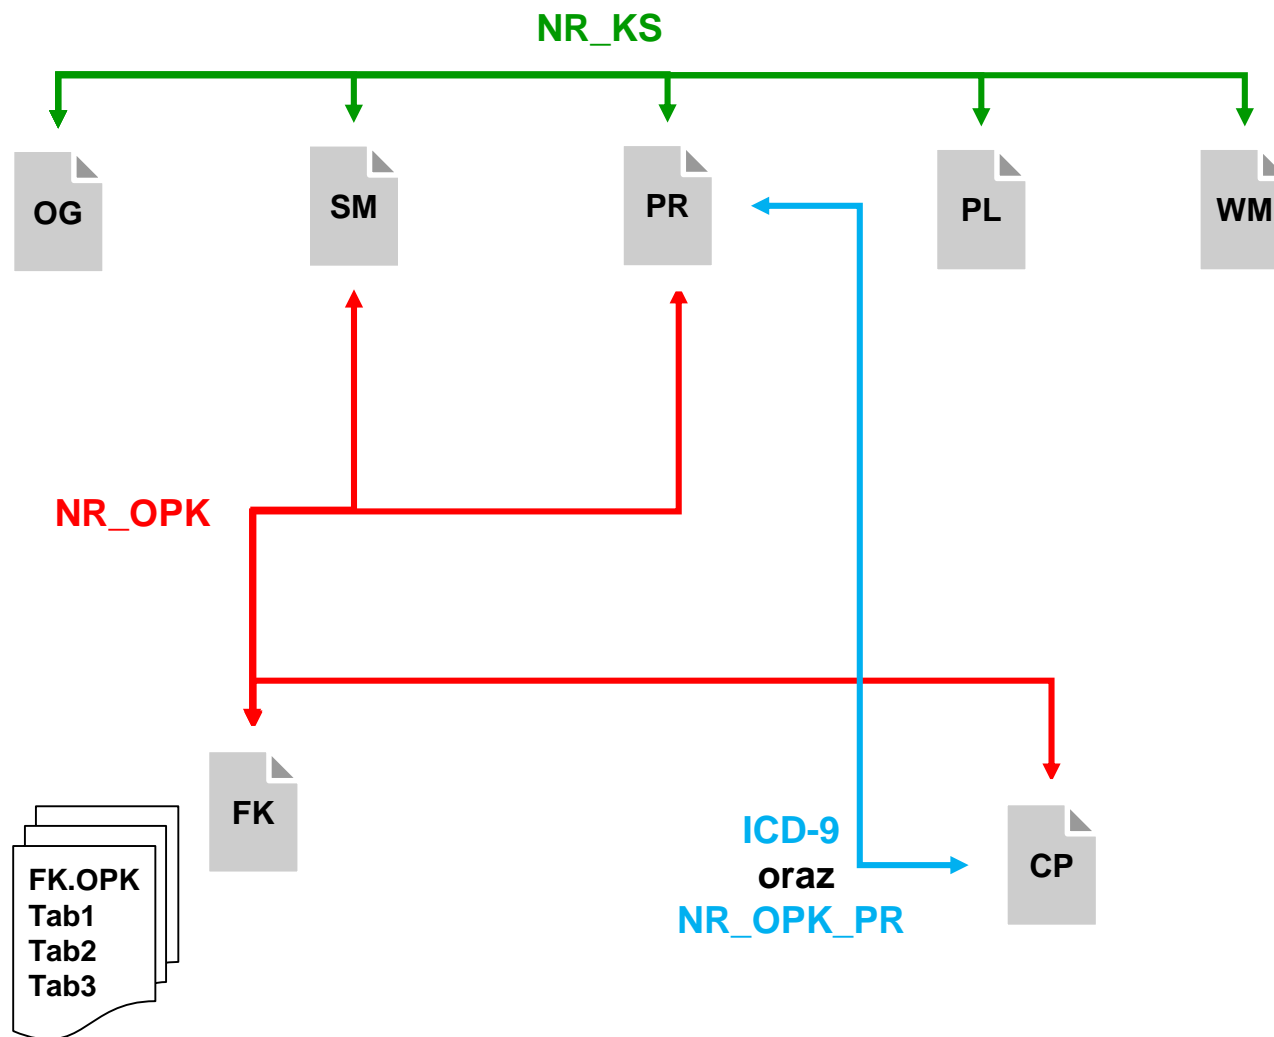 NR_KS
OG
SM
PR
PL
WM
NR_OPK
FK
FK.OPK
Tab1
Tab2
Tab3
ICD-9
oraz
NR_OPK_PR
CP